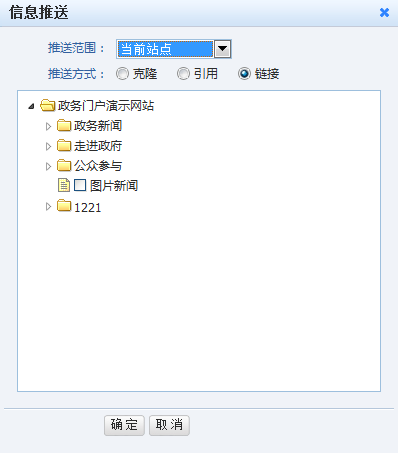 信息推送
推送范围： 当前站点
推送方式： 克隆 引用 链接
政务门户演示网站
政务新闻
走进政府
公众参与
图片新闻
1221
确定 取消